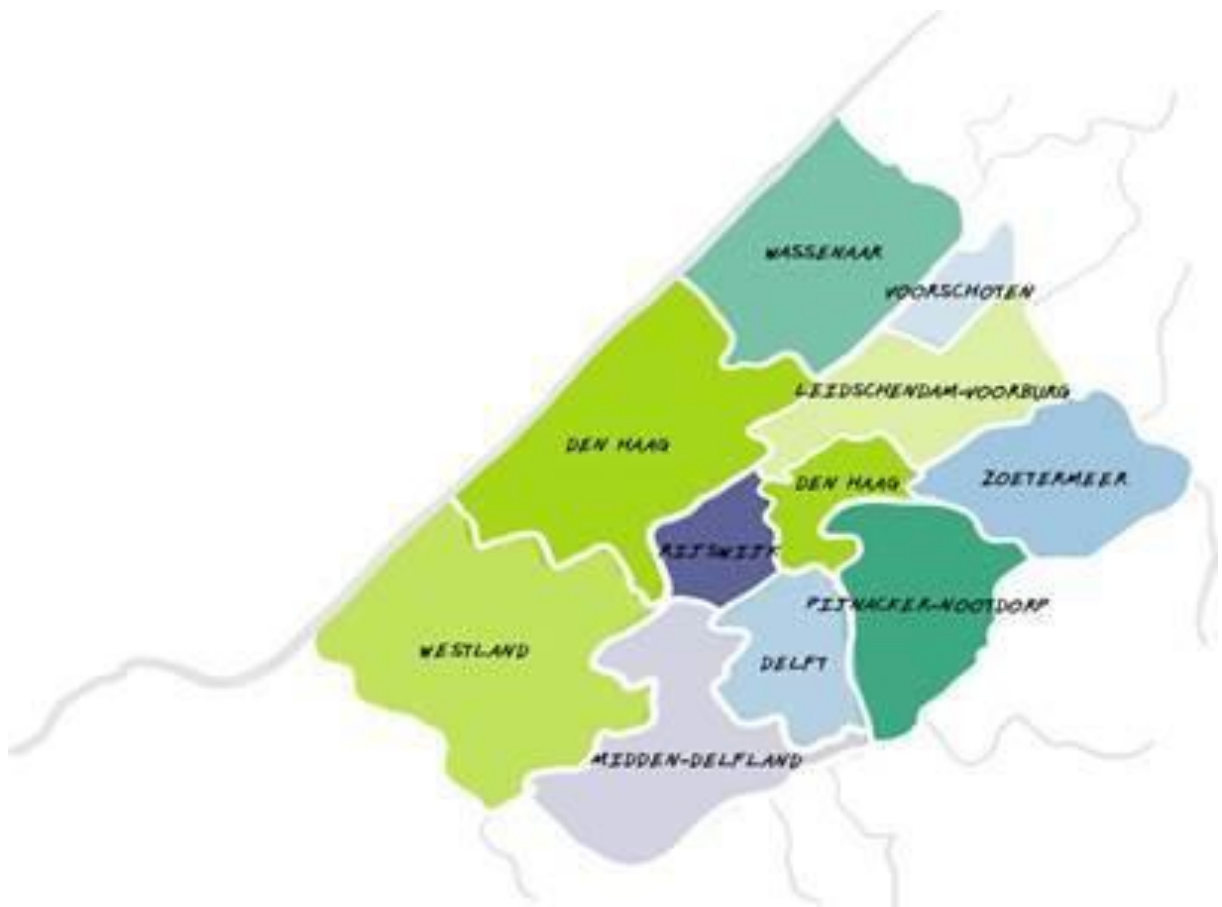 WASSENAAR
VOORSCHOTEN
LEIDSCHENDAM-VOORBURG
DEN HAAG
DEN HAAG
ZOETERMEER
RIJSWIJK
PIJNACKER-NOOTDORP
WESTLAND
DELFT
MIDDEN-DELFLAND